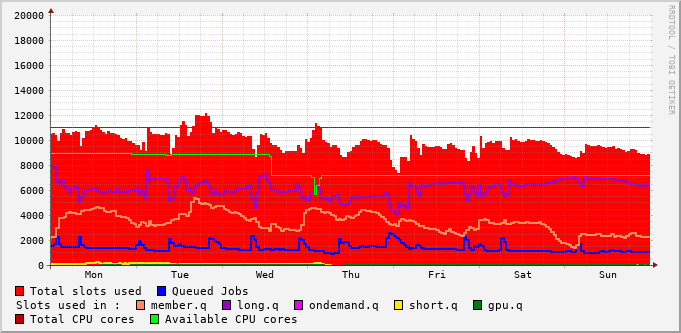 20000
18000
16000
14000
12000
10000
8000
6000
4000
2000
0
Mon Tue Wed Thu Fri Sat Sun
Total slots used Queued Jobs
Slots used in : member.q long.q ondemand.q short.q gpu.q
Total CPU cores Available CPU cores
RRDTOOL / TOBI OETIKER